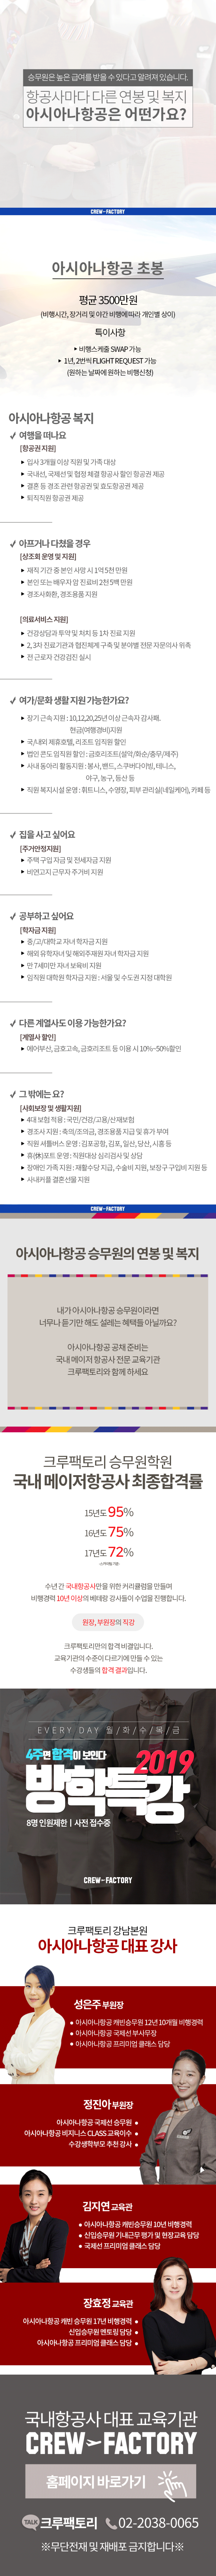 승무원은 높은 급여를 받을 수 있다고 알려져 있습니다.
항공사마다 다른 연봉 및 복지
아시아나항공은 어떤가요?
CREW-FACTORY
아시아나항공 초봉
평균 3500만원
(비행시간, 장거리 및 야간 비행에 따라 개인별 상이)
특이사항
▶ 비행스케줄 SWAP 가능
▶ 1년, 2번씩 FLIGHT REQUEST 가능
(원하는 날짜에 원하는 비행신청)
아시아나항공 복지
✓ 여행을 떠나요
[항공권 지원]
▶ 입사 3개월 이상 직원 및 가족 대상
▶ 국내선, 국제선 및 협정 체결 항공사 할인 항공권 제공
▶ 결혼 등 경조 관련 항공권 및 효도항공권 제공
▶ 퇴직직원 항공권 제공
✓ 아프거나 다쳤을 경우
[상조회 운영 및 지원]
▶ 재직 기간 중 본인 사망 시 1억 5천 만원
▶ 본인 또는 배우자 암 진료비 2천 5백 만원
▶ 경조사화환, 경조용품 지원
[의료서비스 지원]
▶ 건강상담과 투약 및 처치 등 1차 진료 지원
▶ 2, 3차 진료기관과 협진체계 구축 및 분야별 전문 자문의사 위촉
▶ 전 근로자 건강검진 실시
✓ 여가/문화 생활 지원 가능한가요?
▶ 장기 근속 지원 : 10,12,20,25년 이상 근속자 감사패.
현금(여행경비)지원
▶ 국/내외 제휴호텔, 리조트 임직원 할인
▶ 법인 콘도 임직원 할인 : 금호리조트(설악/화순/충무/제주)
▶ 사내 동아리 활동지원 : 봉사, 밴드, 스쿠버다이빙, 테니스,
야구, 농구, 등산 등
▶ 직원 복지시설 운영 : 휘트니스, 수영장, 피부 관리실(네일케어), 카페 등
✓ 집을 사고 싶어요
[주거안정지원]
▶ 주택 구입 자금 및 전세자금 지원
▶ 비연고지 근무자 주거비 지원
✓ 공부하고 싶어요
[학자금 지원]
▶ 중/고/대학교 자녀 학자금 지원
▶ 해외 유학자녀 및 해외주재원 자녀 학자금 지원
▶ 만 7세미만 자녀 보육비 지원
▶ 임직원 대학원 학자금 지원 : 서울 및 수도권 지정 대학원
✓ 다른 계열사도 이용 가능한가요?
[계열사 할인]
▶ 에어부산, 금호고속, 금호리조트 등 이용 시 10%~50%할인
✓ 그 밖에는 요?
[사회보장 및 생활지원]
▶ 4대 보험 적용 : 국민/건강/고용/산재보험
▶ 경조사 지원 : 축의/조의금, 경조용품 지급 및 휴가 부여
▶ 직원 셔틀버스 운영 : 김포공항, 김포, 일산, 당산, 시흥 등
▶ 휴(休)포트 운영 : 직원대상 심리검사 및 상담
▶ 장애인 가족 지원 : 재활수당 지급, 수술비 지원, 보장구 구입비 지원 등
▶ 사내커플 결혼선물 지원
CREW-FACTORY
아시아나항공 승무원의 연봉 및 복지
내가 아시아나항공 승무원이라면
너무나 듣기만 해도 설레는 혜택들 아닐까요?
아시아나항공 공채 준비는
국내 메이저 항공사 전문 교육기관
크루팩토리와 함께 하세요
크루팩토리 승무원학원
국내 메이저항공사 최종합격률
15년도 95%
16년도 75%
17년도 72%
수년 간 국내항공사만을 위한 커리큘럼을 만들며
비행경력 10년 이상의 베테랑 강사들이 수업을 진행합니다.
원장, 부원장의 직강
크루팩토리만의 합격 비결입니다.
교육기관의 수준이 다르기에 만들 수 있는
수강생들의 합격 결과입니다.
EVERY DAY 월/화/수/목/금
4주면 합격이 보인다
2019
방학특강
8명 인원제한 | 사전 접수중
CREW-FACTORY
크루팩토리 강남본원
아시아나항공 대표 강사
성은주 부원장
● 아시아나항공 캐빈승무원 12년 10개월 비행경력
● 아시아나항공 국제선 부사무장
● 아시아나항공 프리미엄 클래스 담당
정진아 부원장
아시아나항공 국제선 승무원 ●
아시아나항공 비지니스 CLASS 교육이수 ●
수강생학부모 추천 강사 ●
김지연 교육관
● 아시아나항공 캐빈승무원 10년 비행경력
● 신입승무원 기내근무 평가 및 현장교육 담당
● 국제선 프리미엄 클래스 담당
장효정 교육관
아시아나항공 캐빈 승무원 17년 비행경력 ●
신입승무원 멘토링 담당 ●
아시아나항공 프리미엄 클래스 담당 ●
국내항공사 대표 교육기관
CREW-FACTORY
홈페이지 바로가기
TALK 크루팩토리 02-2038-0065
※무단전재 및 재배포 금지합니다※